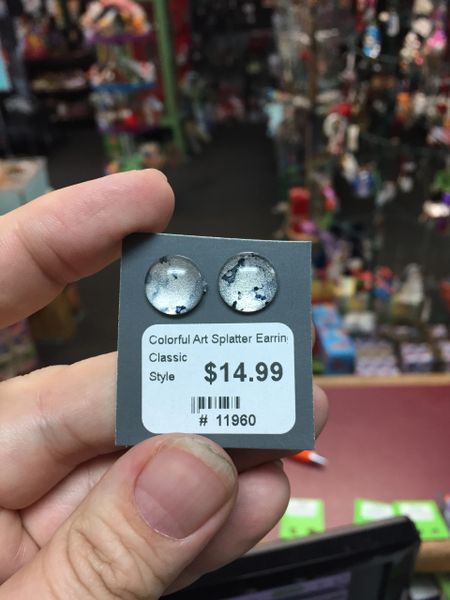 Colorful Art Splatter Earrin
Classic
Style $14.99
# 11960